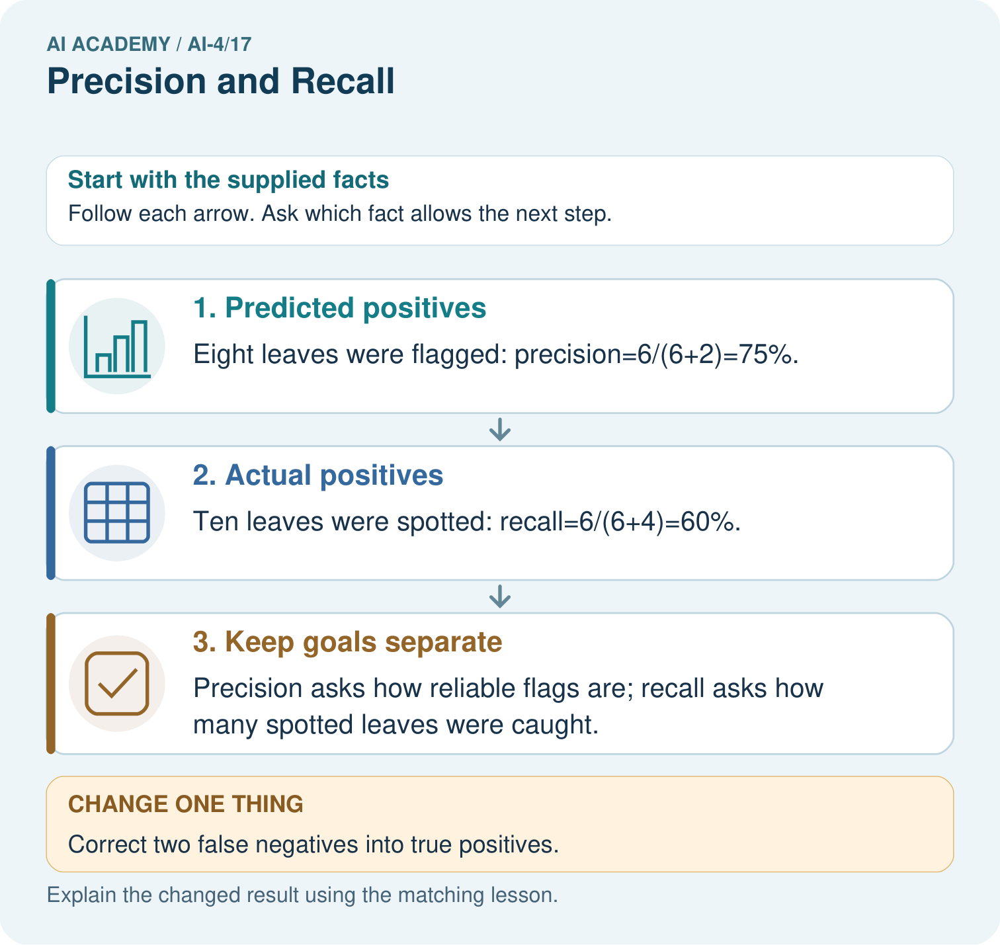 AI ACADEMY / AI-4/17
Precision and Recall
Start with the supplied facts
Follow each arrow. Ask which fact allows the next step.
1. Predicted positives
Eight leaves were flagged: precision=6/(6+2)=75%.
2. Actual positives
Ten leaves were spotted: recall=6/(6+4)=60%.
3. Keep goals separate
Precision asks how reliable flags are; recall asks how
many spotted leaves were caught.
CHANGE ONE THING
Correct two false negatives into true positives.
Explain the changed result using the matching lesson.